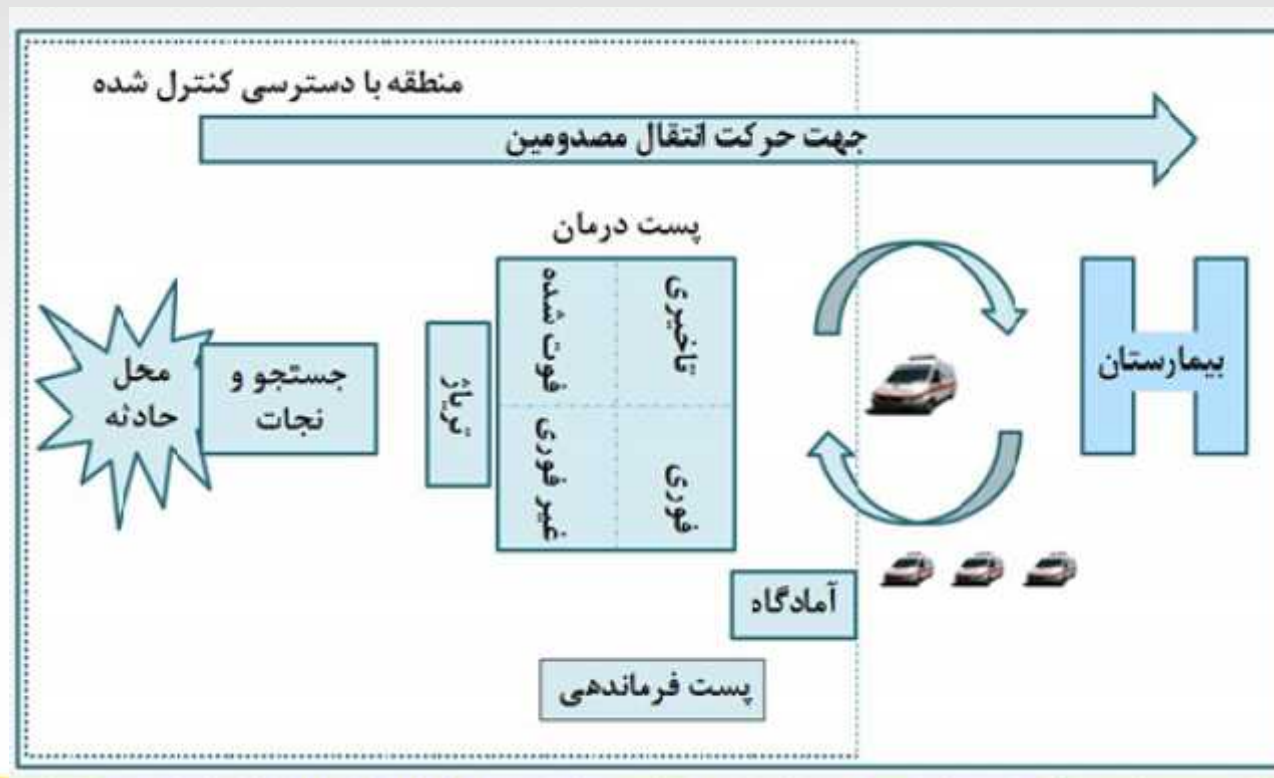 منطقه با دسترسی کنترل شده
جهت حرکت انتقال مصدومین
پست درمان
محل
حادثه
جستجو و
نجات
تریاژ
فوت شده
تاخیری
غیر فوری
فوری
بیمارستان
آمادگاه
پست فرماندهی